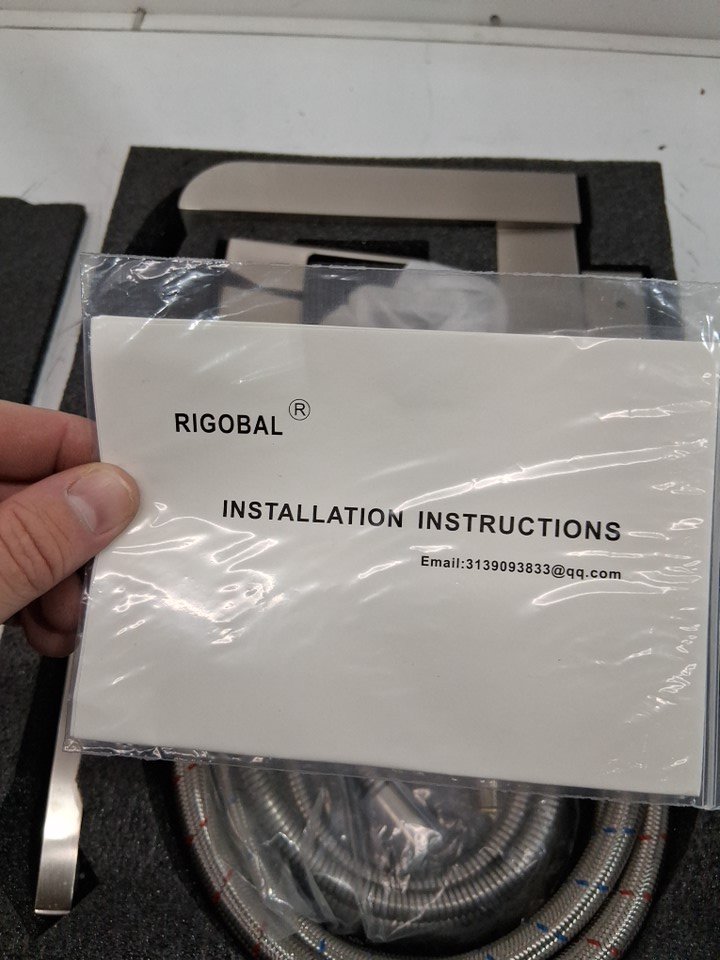 RIGOBAL ®
INSTALLATION INSTRUCTIONS
Email:3139093833@qq.com